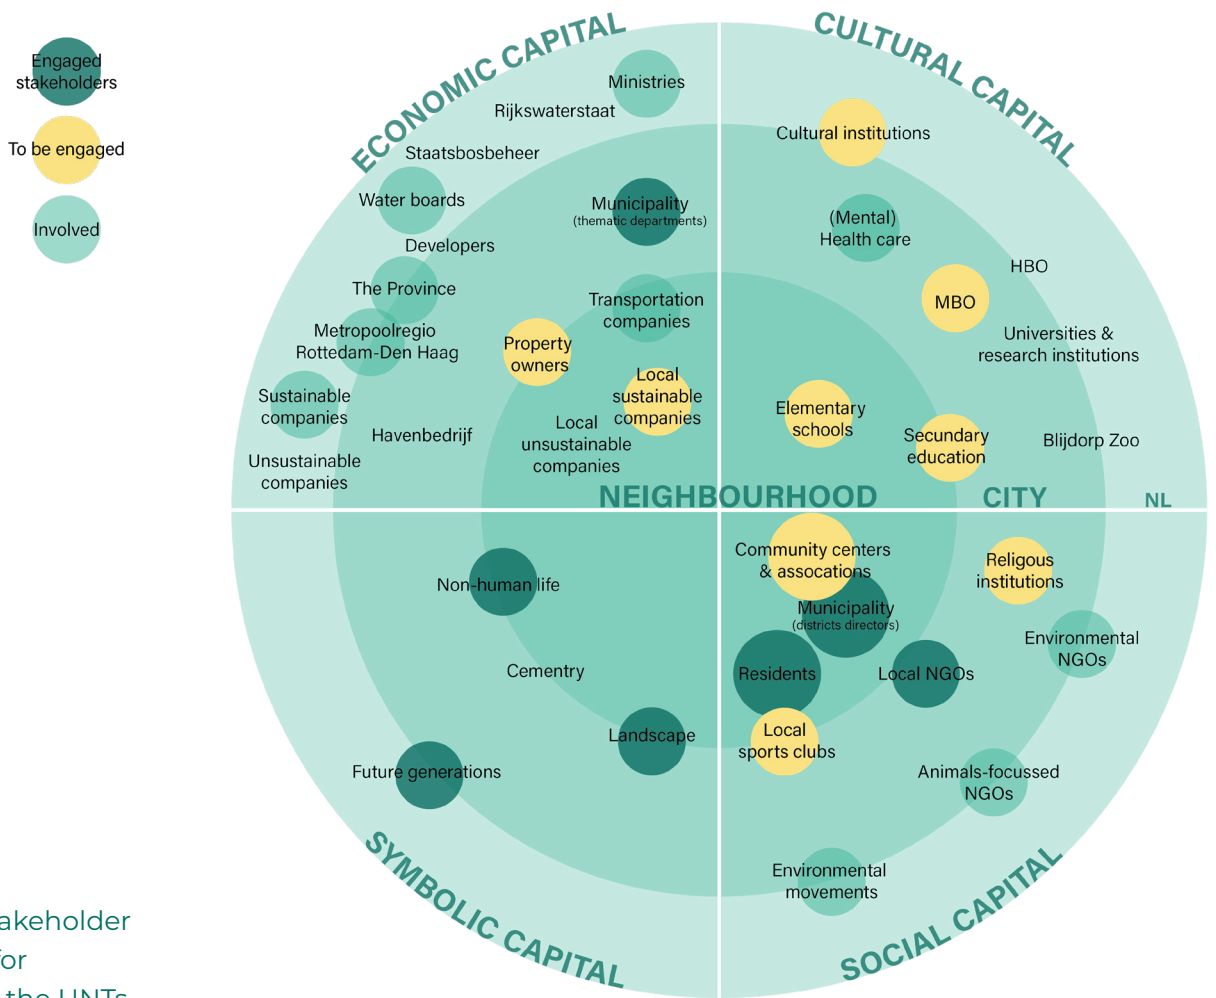 Engaged
stakeholders
To be engaged
Involved
ECONOMIC CAPITAL
Ministries
Rijkswaterstaat
Staatsbosbeheer
Water boards
Municipality
(thematic departments)
Developers
The Province
Transportation
companies
Metropoolregio
Rottedam-Den Haag
Property
owners
Local
sustainable
companies
Sustainable
companies
Havenbedrijf
Local
unsustainable
companies
Unsustainable
companies
CULTURAL CAPITAL
Cultural institutions
(Mental)
Health care
HBO
MBO
Universities &
research institutions
Elementary
schools
Secundary
education
Blijdorp Zoo
NEIGHBOURHOOD
CITY
NL
Non-human life
Cementry
Landscape
Future generations
SYMBOLIC CAPITAL
Community centers
& assocations
Religous
institutions
Municipality
(districts directors)
Environmental
NGOs
Residents
Local NGOs
Local
sports clubs
Animals-focussed
NGOs
Environmental
movements
SOCIAL CAPITAL
akeholder
for
the UNTs